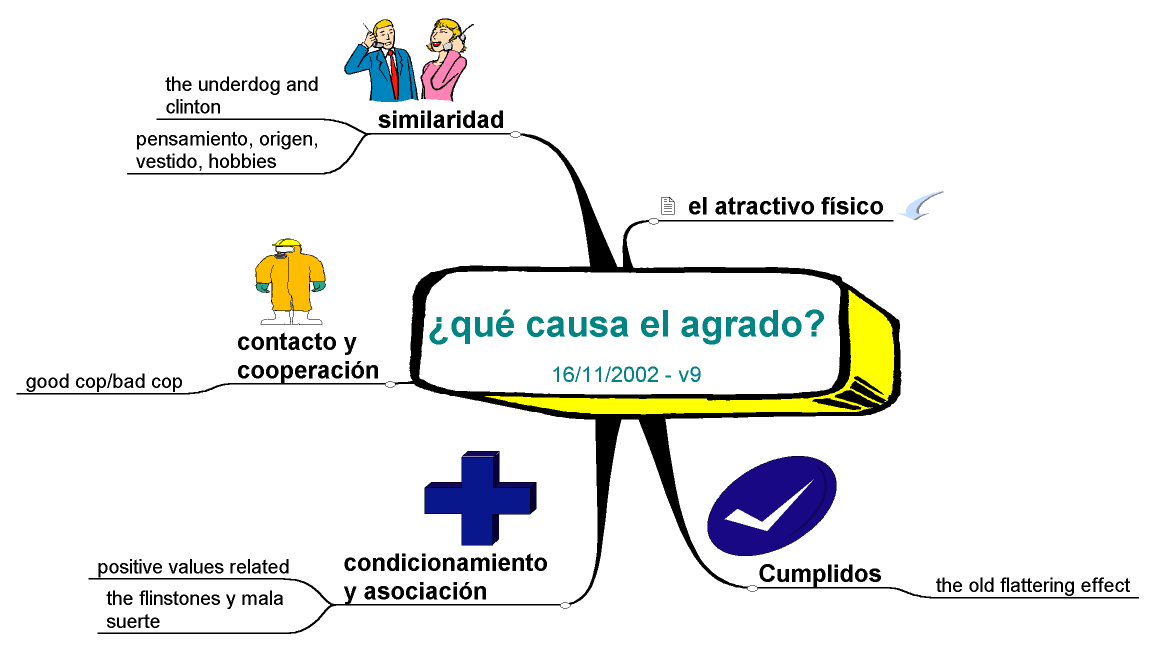 ¿qué causa el agrado?
16/11/2002 - v9
el atractivo físico
Cumplidos
the old flattering effect
condicionamiento
y asociación
positive values related
the flinstones y mala
suerte
contacto y
cooperación
good cop/bad cop
similaridad
the underdog and
clinton
pensamiento, origen,
vestido, hobbies